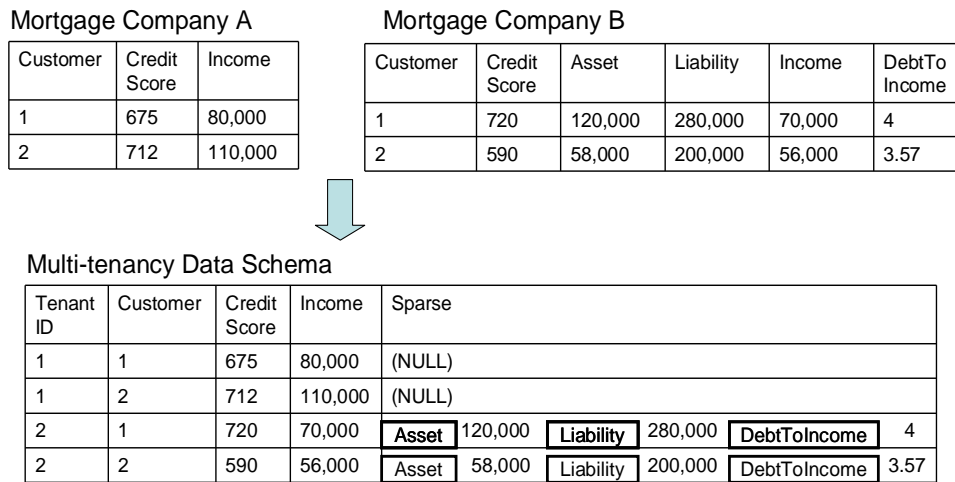 Mortgage Company A
Mortgage Company B
Customer Credit Score Income
1 675 80,000
2 712 110,000
Customer Credit Score Asset Liability Income DebtTo Income
1 720 120,000 280,000 70,000 4
2 590 58,000 200,000 56,000 3.57
Multi-tenancy Data Schema
Tenant ID Customer Credit Score Income Sparse
1 1 675 80,000 (NULL)
1 2 712 110,000 (NULL)
2 1 720 70,000 Asset 120,000 Liability 280,000 DebtToIncome 4
2 2 590 56,000 Asset 58,000 Liability 200,000 DebtToIncome 3.57